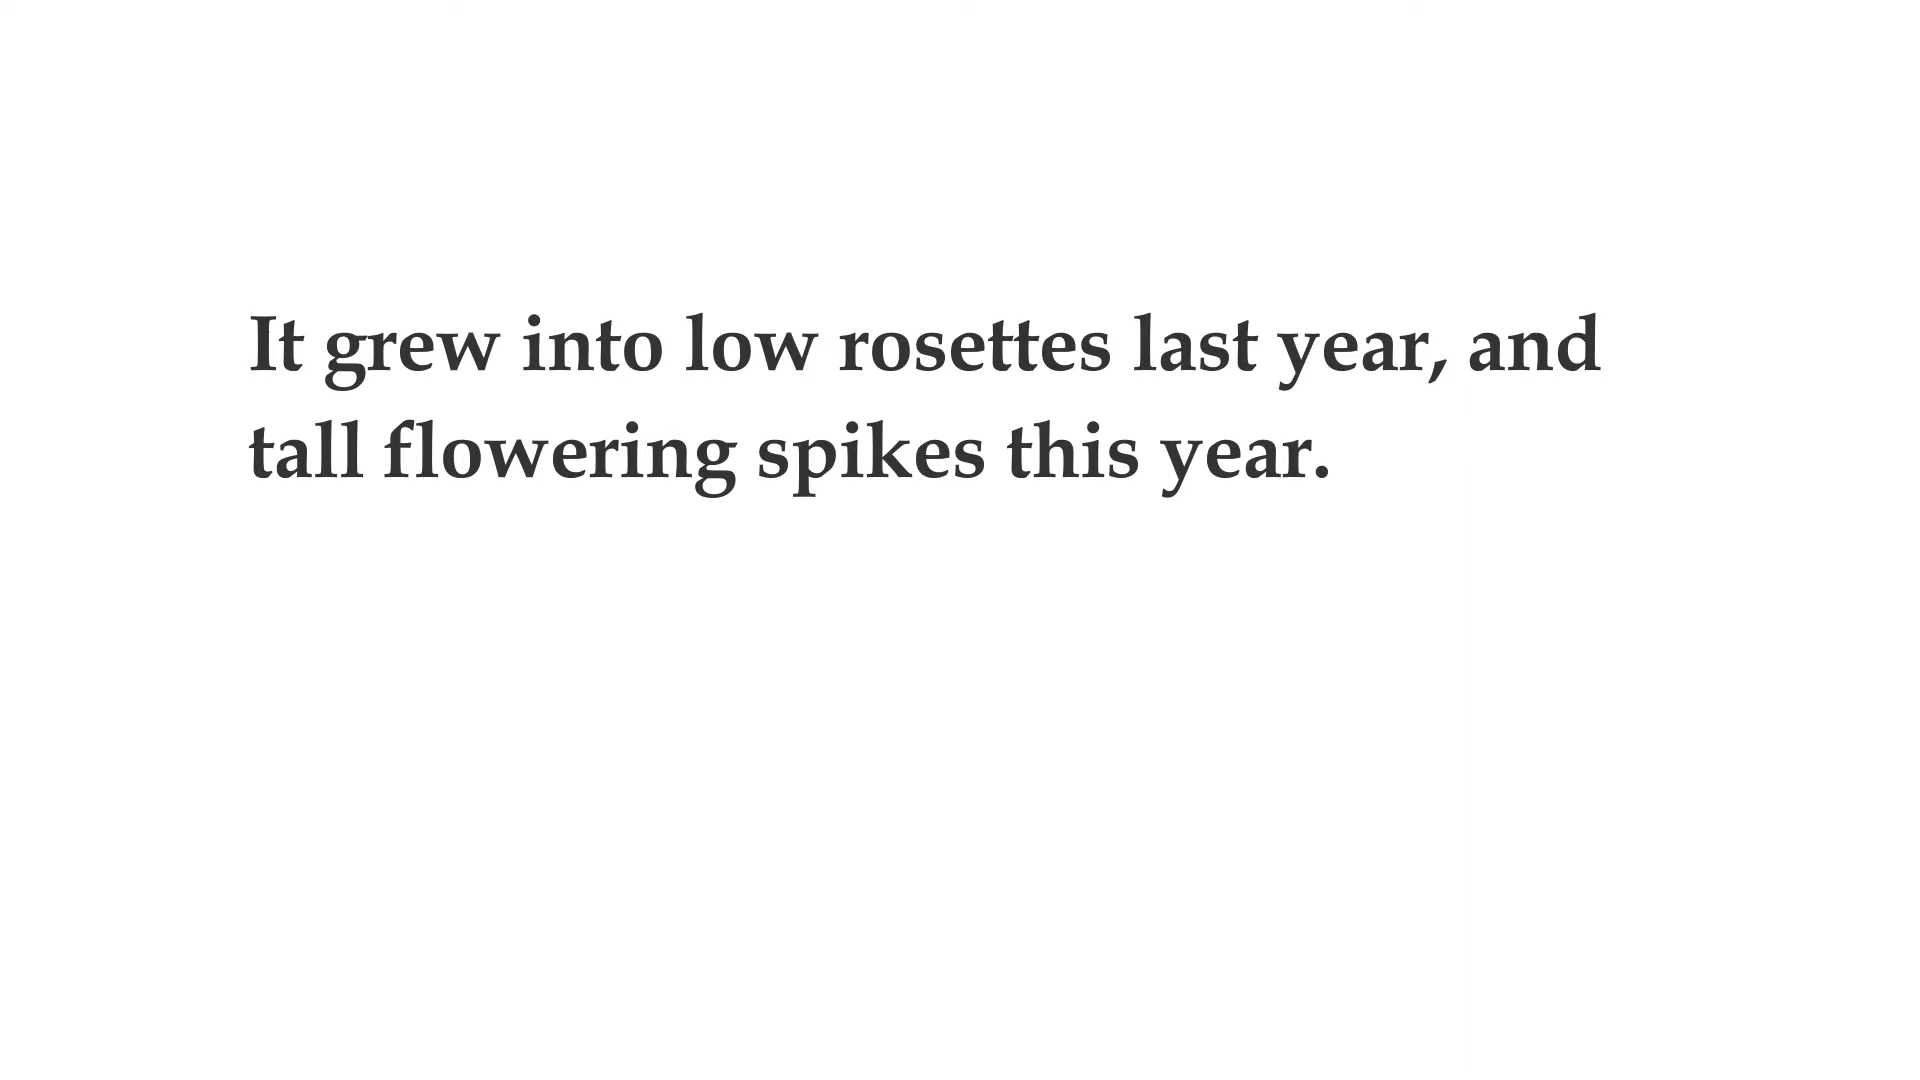 It grew into low rosettes last year, and
tall flowering spikes this year.